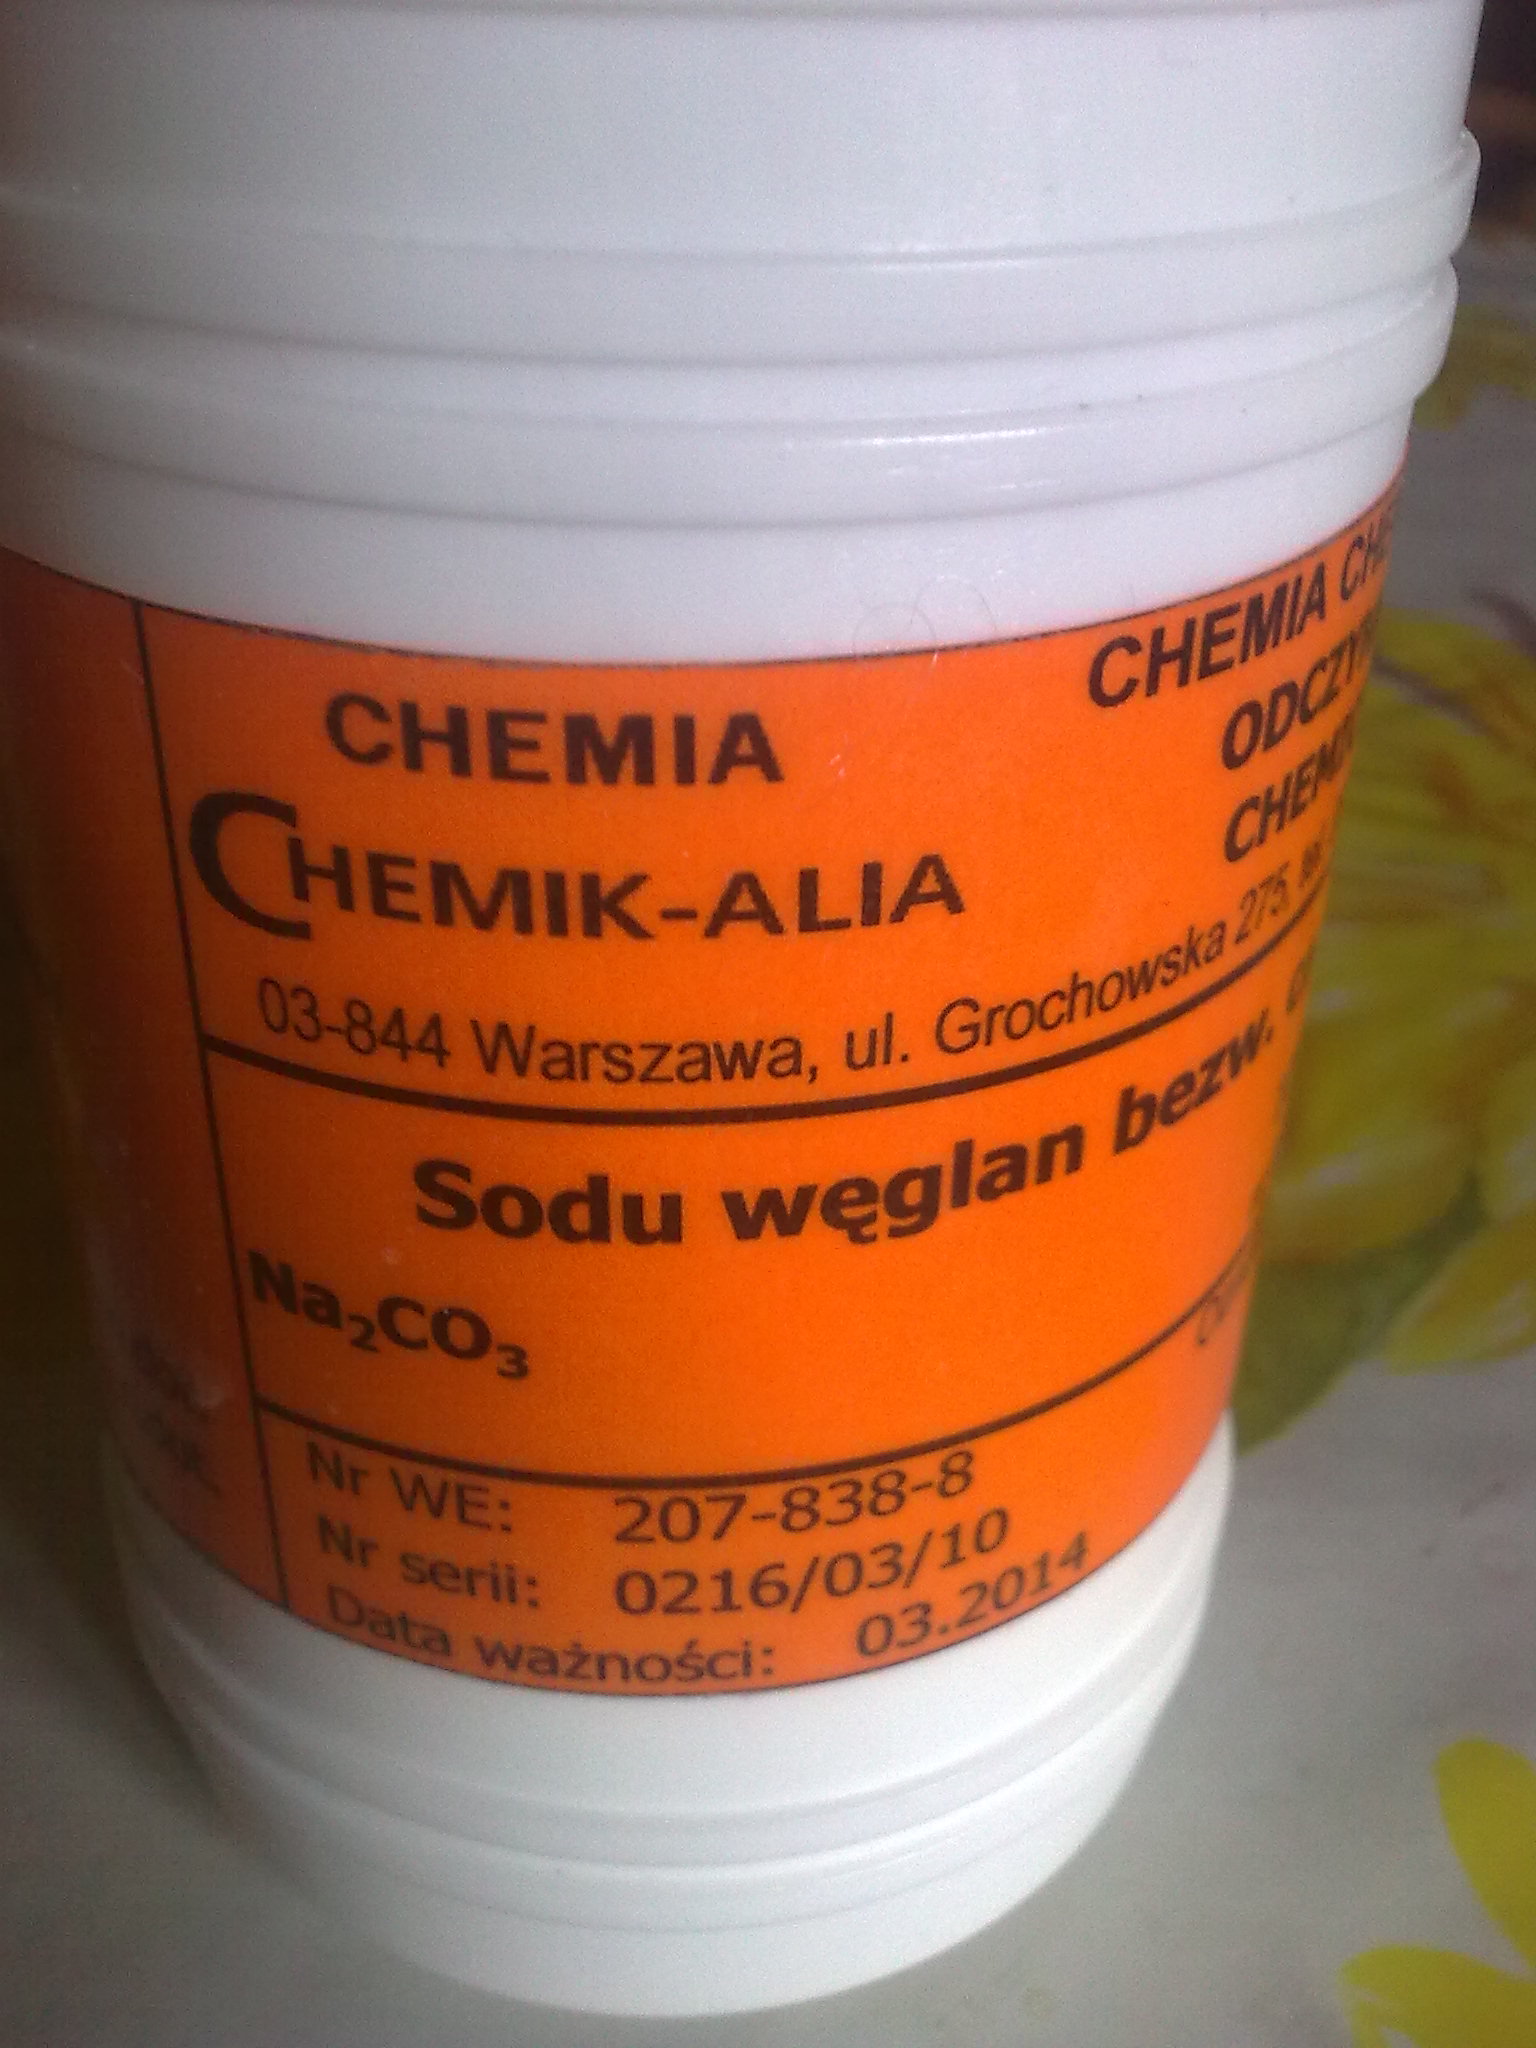 CHEMIA
CHEMIK-ALIA
03-844 Warszawa, ul. Grochowska 275
CHEMIA
Sodu węglan bezw.
Na₂CO₃
Nr WE: 207-838-8
Nr serii: 0216/03/10
Data ważności: 03.2014